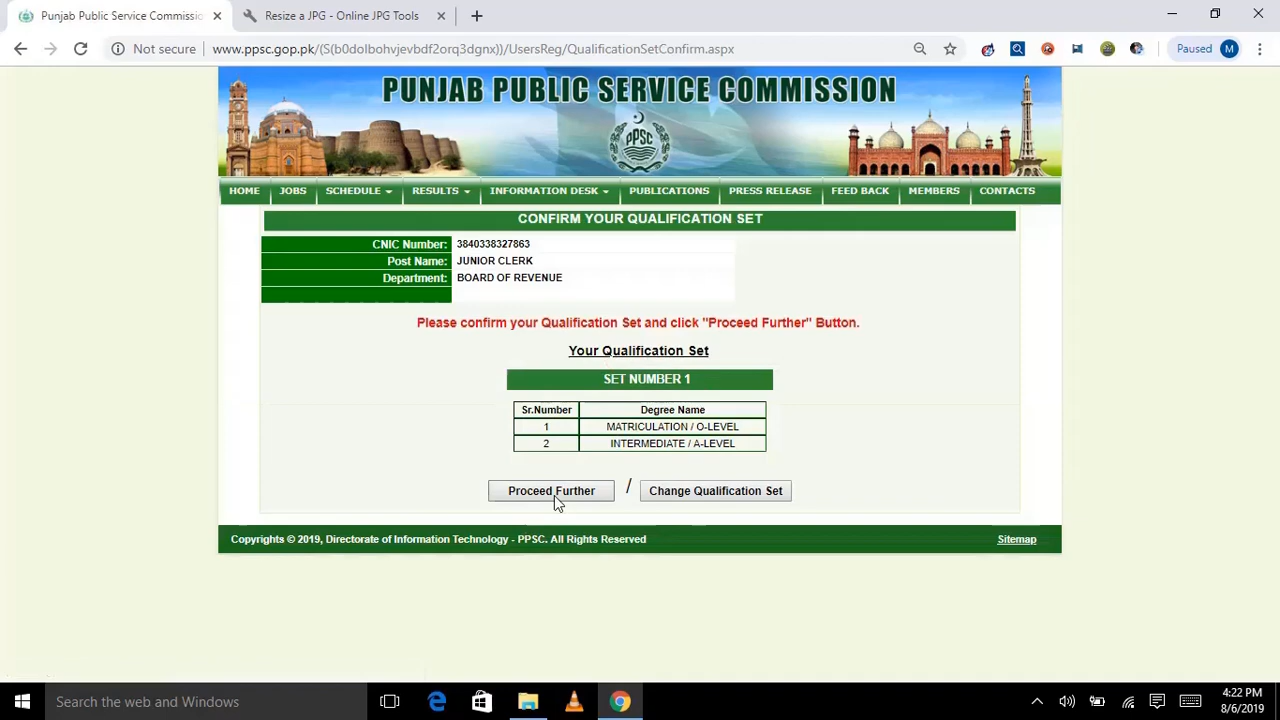 Punjab Public Service Commissio
Resize a JPG - Online JPG Tools
Not secure
www.ppsc.gop.pk/(S(b0dolbohvjevbdf2orq3dgnx))/UsersReg/QualificationSetConfirm.aspx
Paused
M
PUNJAB PUBLIC SERVICE COMMISSION
PPSC
HOME JOBS SCHEDULE RESULTS INFORMATION DESK PUBLICATIONS PRESS RELEASE FEED BACK MEMBERS CONTACTS
CONFIRM YOUR QUALIFICATION SET
CNIC Number: 3840338327863
Post Name: JUNIOR CLERK
Department: BOARD OF REVENUE
Please confirm your Qualification Set and click "Proceed Further" Button.
Your Qualification Set
SET NUMBER 1
Sr.Number Degree Name
1 MATRICULATION / O-LEVEL
2 INTERMEDIATE / A-LEVEL
Proceed Further / Change Qualification Set
Copyrights © 2019, Directorate of Information Technology - PPSC. All Rights Reserved Sitemap
Search the web and Windows
4:22 PM
8/6/2019